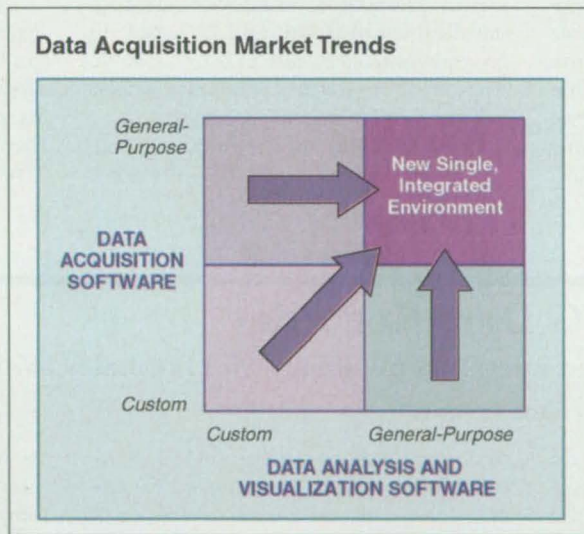 Data Acquisition Market Trends
General-
Purpose
New Single,
Integrated
Environment
DATA
ACQUISITION
SOFTWARE
Custom
Custom
General-Purpose
DATA ANALYSIS AND
VISUALIZATION SOFTWARE